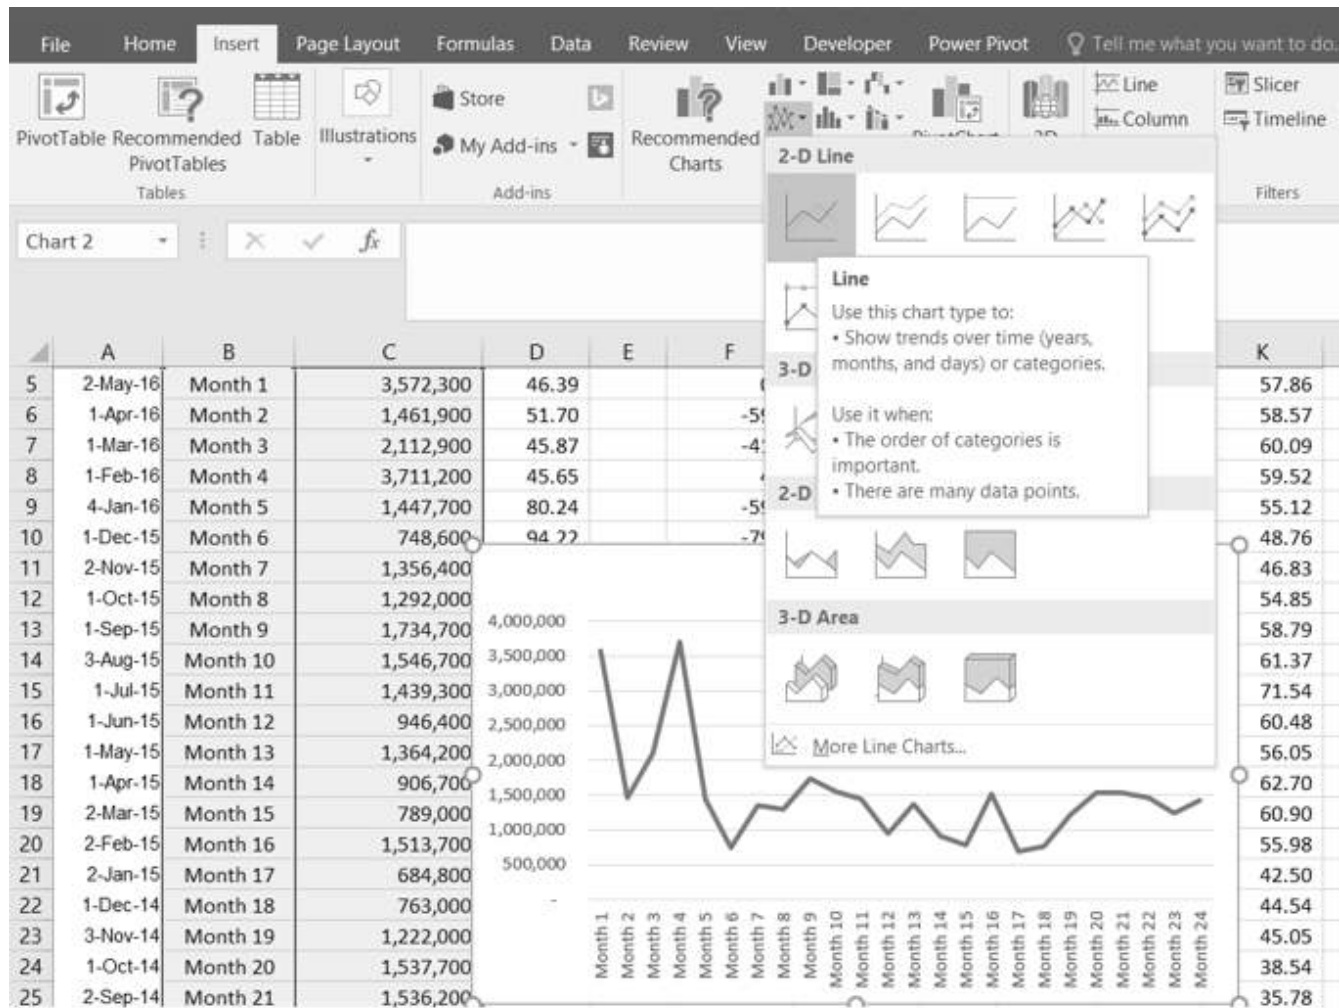 File Home Insert Page Layout Formulas Data Review View Developer Power Pivot Tell me what you want to do.
PivotTable Recommended PivotTables Table
Tables
Illustrations
Store
My Add-ins
Add-ins
Recommended Charts
Line
Column
Slicer
Timeline
Filters
Chart 2 fx
2-D Line
Line
Use this chart type to:
• Show trends over time (years,
months, and days) or categories.
Use it when:
• The order of categories is
important.
• There are many data points.
3-D
2-D
3-D Area
More Line Charts...
A B C D E F K
5 2-May-16 Month 1 3,572,300 46.39 57.86
6 1-Apr-16 Month 2 1,461,900 51.70 58.57
7 1-Mar-16 Month 3 2,112,900 45.87 60.09
8 1-Feb-16 Month 4 3,711,200 45.65 59.52
9 4-Jan-16 Month 5 1,447,700 80.24 55.12
10 1-Dec-15 Month 6 748,600 94.22 48.76
11 2-Nov-15 Month 7 1,356,400 46.83
12 1-Oct-15 Month 8 1,292,000 54.85
13 1-Sep-15 Month 9 1,734,700 58.79
14 3-Aug-15 Month 10 1,546,700 61.37
15 1-Jul-15 Month 11 1,439,300 71.54
16 1-Jun-15 Month 12 946,400 60.48
17 1-May-15 Month 13 1,364,200 56.05
18 1-Apr-15 Month 14 906,700 62.70
19 2-Mar-15 Month 15 789,000 60.90
20 2-Feb-15 Month 16 1,513,700 55.98
21 2-Jan-15 Month 17 684,800 42.50
22 1-Dec-14 Month 18 763,000 44.54
23 3-Nov-14 Month 19 1,222,000 45.05
24 1-Oct-14 Month 20 1,537,700 38.54
25 2-Sep-14 Month 21 1,536,200 35.78
4,000,000
3,500,000
3,000,000
2,500,000
2,000,000
1,500,000
1,000,000
500,000
-
Month 1
Month 2
Month 3
Month 4
Month 5
Month 6
Month 7
Month 8
Month 9
Month 10
Month 11
Month 12
Month 13
Month 14
Month 15
Month 16
Month 17
Month 18
Month 19
Month 20
Month 21
Month 22
Month 23
Month 24